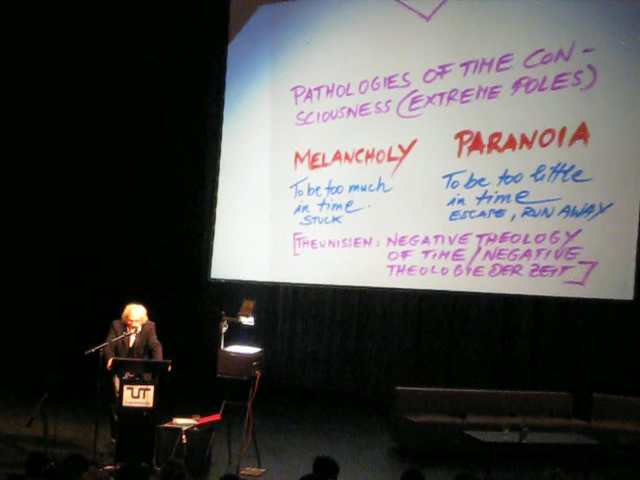 PATHOLOGIES OF TIME CON-
SCIOUSNESS (EXTREME POLES)
MELANCHOLY
To be too much
in time.
STUCK
PARANOIA
To be too little
in time
ESCAPE, RUN AWAY
[THEUNISSEN: NEGATIVE THEOLOGY
OF TIME / NEGATIVE
THEOLOGIE DER ZEIT]